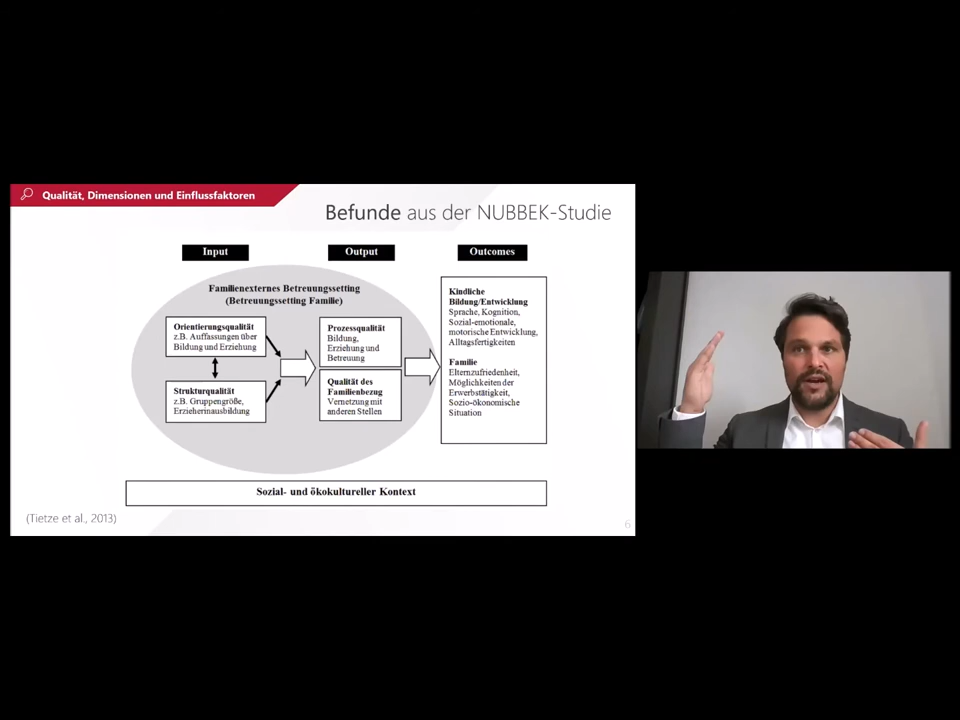 Qualität, Dimensionen und Einflussfaktoren
Befunde aus der NUBBEK-Studie
Input
Output
Outcomes
Familienexternes Betreuungssetting
(Betreuungssetting Familie)
Orientierungsqualität
z.B. Auffassungen über
Bildung und Erziehung
Strukturqualität
z.B. Gruppengröße,
Erzieherinausbildung
Prozessqualität
Bildung,
Erziehung und
Betreuung
Qualität des
Familienbezug
Vernetzung mit
anderen Stellen
Kindliche
Bildung/Entwicklung
Sprache, Kognition,
Sozial-emotionale,
motorische Entwicklung,
Alltagsfertigkeiten
Familie
Elternzufriedenheit,
Möglichkeiten der
Erwerbstätigkeit,
Sozio-ökonomische
Situation
Sozial- und ökokultureller Kontext
(Tietze et al., 2013)
6